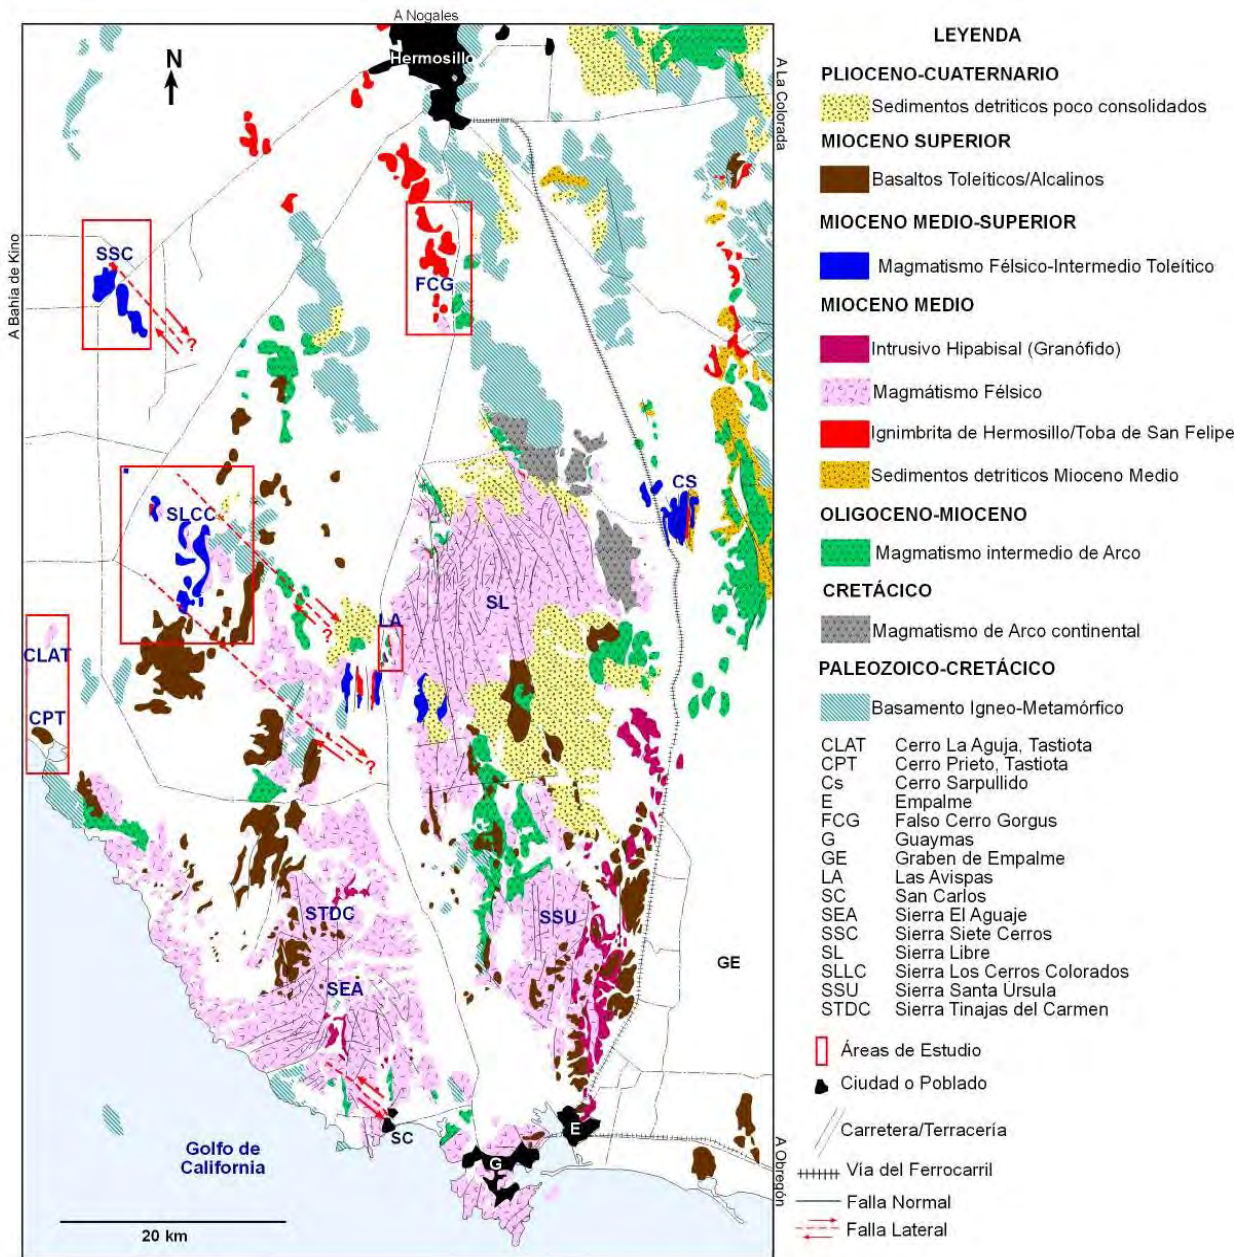 A Nogales
Hermosillo
N
A La Colorada
A Bahía de Kino
SSC
FCG
?
CS
SLCC
SL
LA
?
CLAT
CPT
?
STDC
SSU
SEA
GE
SC
E
G
A Obregón
Golfo de
California
20 km
LEYENDA
PLIOCENO-CUATERNARIO
Sedimentos detriticos poco consolidados
MIOCENO SUPERIOR
Basaltos Toleíticos/Alcalinos
MIOCENO MEDIO-SUPERIOR
Magmatismo Félsico-Intermedio Toleítico
MIOCENO MEDIO
Intrusivo Hipabisal (Granófido)
Magmátismo Félsico
Ignimbrita de Hermosillo/Toba de San Felipe
Sedimentos detríticos Mioceno Medio
OLIGOCENO-MIOCENO
Magmatismo intermedio de Arco
CRETÁCICO
Magmatismo de Arco continental
PALEOZOICO-CRETÁCICO
Basamento Igneo-Metamórfico
CLAT Cerro La Aguja, Tastiota
CPT Cerro Prieto, Tastiota
Cs Cerro Sarpullido
E Empalme
FCG Falso Cerro Gorgus
G Guaymas
GE Graben de Empalme
LA Las Avispas
SC San Carlos
SEA Sierra El Aguaje
SSC Sierra Siete Cerros
SL Sierra Libre
SLLC Sierra Los Cerros Colorados
SSU Sierra Santa Úrsula
STDC Sierra Tinajas del Carmen
Áreas de Estudio
Ciudad o Poblado
Carretera/Terracería
Vía del Ferrocarril
Falla Normal
Falla Lateral